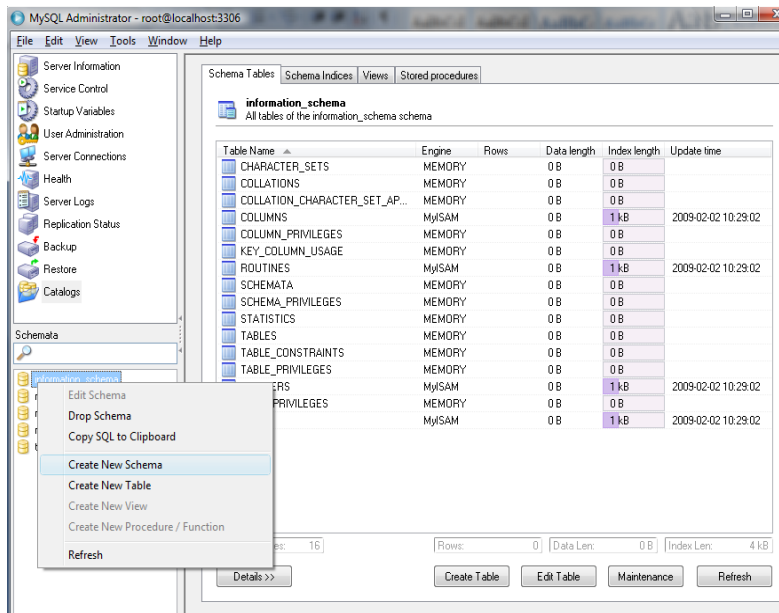 MySQL Administrator - root@localhost:3306
File Edit View Tools Window Help
Server Information
Service Control
Startup Variables
User Administration
Server Connections
Health
Server Logs
Replication Status
Backup
Restore
Catalogs
Schemata
information_schema
Edit Schema
Drop Schema
Copy SQL to Clipboard
Create New Schema
Create New Table
Create New View
Create New Procedure / Function
Refresh
Schema Tables Schema Indices Views Stored procedures
information_schema
All tables of the information_schema schema
Table Name Engine Rows Data length Index length Update time
CHARACTER_SETS MEMORY 0 B 0 B
COLLATIONS MEMORY 0 B 0 B
COLLATION_CHARACTER_SET_AP... MEMORY 0 B 0 B
COLUMNS MyISAM 0 B 1 kB 2009-02-02 10:29:02
COLUMN_PRIVILEGES MEMORY 0 B 0 B
KEY_COLUMN_USAGE MEMORY 0 B 0 B
ROUTINES MyISAM 0 B 1 kB 2009-02-02 10:29:02
SCHEMATA MEMORY 0 B 0 B
SCHEMA_PRIVILEGES MEMORY 0 B 0 B
STATISTICS MEMORY 0 B 0 B
TABLES MEMORY 0 B 0 B
TABLE_CONSTRAINTS MEMORY 0 B 0 B
TABLE_PRIVILEGES MEMORY 0 B 0 B
ERS MyISAM 0 B 1 kB 2009-02-02 10:29:02
PRIVILEGES MEMORY 0 B 0 B
MyISAM 0 B 1 kB 2009-02-02 10:29:02
es: 16 Rows: 0 Data Len: 0 B Index Len: 4 kB
Details >> Create Table Edit Table Maintenance Refresh